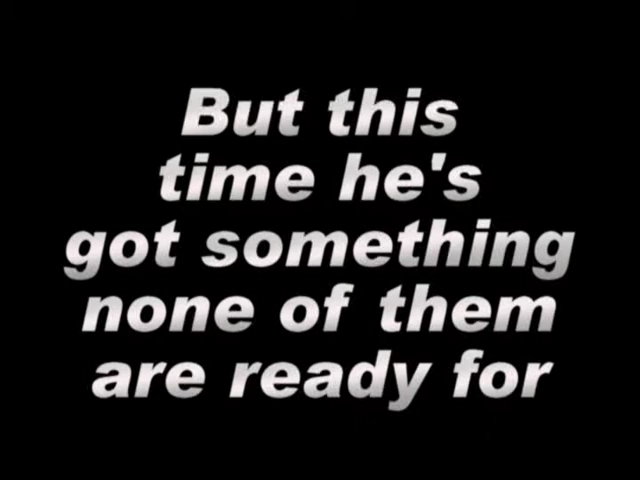 But this
time he's
got something
none of them
are ready for